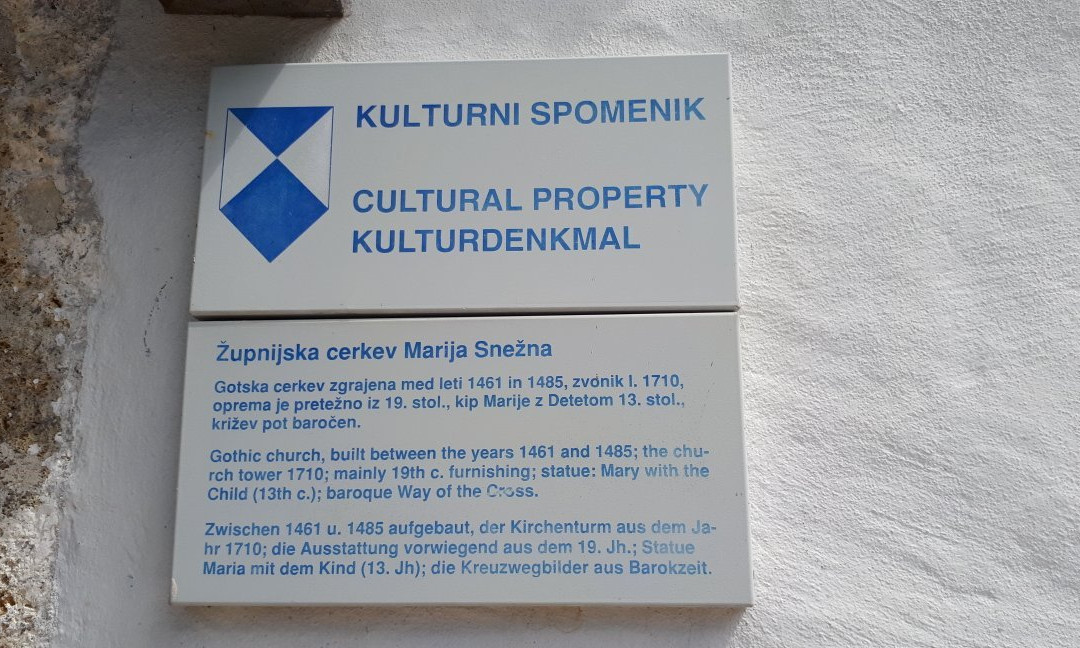 KULTURNI SPOMENIK
CULTURAL PROPERTY
KULTURDENKMAL
Župnijska cerkev Marija Snežna
Gotska cerkev zgrajena med leti 1461 in 1485, zvonik l. 1710,
oprema je pretežno iz 19. stol., kip Marije z Detetom 13. stol.,
križev pot baročen.
Gothic church, built between the years 1461 and 1485; the chu-
rch tower 1710; mainly 19th c. furnishing; statue: Mary with the
Child (13th c.); baroque Way of the Cross.
Zwischen 1461 u. 1485 aufgebaut, der Kirchenturm aus dem Ja-
hr 1710; die Ausstattung vorwiegend aus dem 19. Jh.; Statue
Maria mit dem Kind (13. Jh); die Kreuzwegbilder aus Barokzeit.